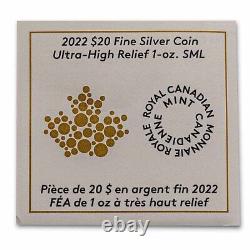 2022 $20 Fine Silver Coin
Ultra-High Relief 1-oz. SML
ROYAL CANADIAN MINT
MONNAIE ROYALE CANADIENNE
Pièce de 20 $ en argent fin 2022
FÉA de 1 oz à très haut relief